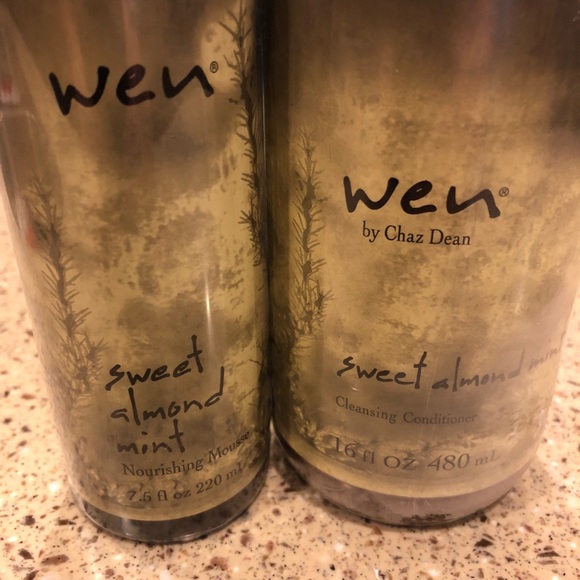 wen®
sweet
almond
mint
Nourishing Mousse
7.5 fl oz 220 mL
wen®
by Chaz Dean
sweet almond mint
Cleansing Conditioner
16 fl oz 480 mL